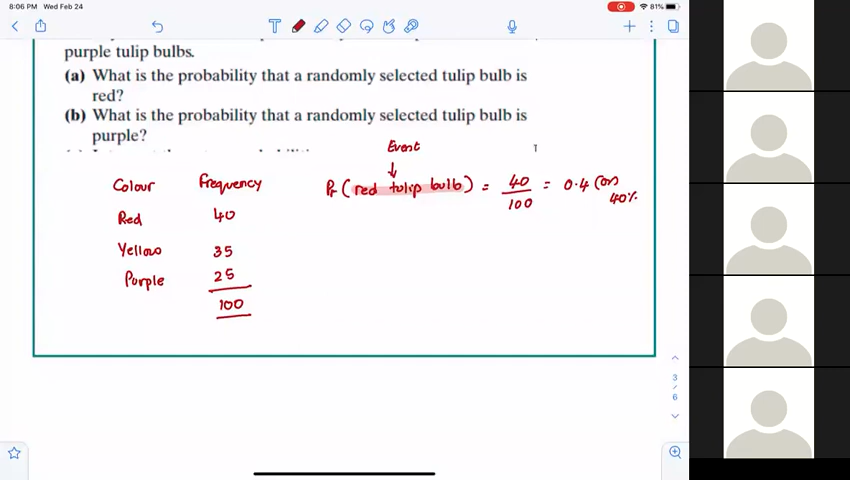 8:06 PM Wed Feb 24
81%
purple tulip bulbs.
(a) What is the probability that a randomly selected tulip bulb is
red?
(b) What is the probability that a randomly selected tulip bulb is
purple?
Event
Colour Frequency
Pr (red tulip bulb) = 40/100 = 0.4 (or)
40%
Red 40
Yellow 35
Purple 25
100
3
/
6